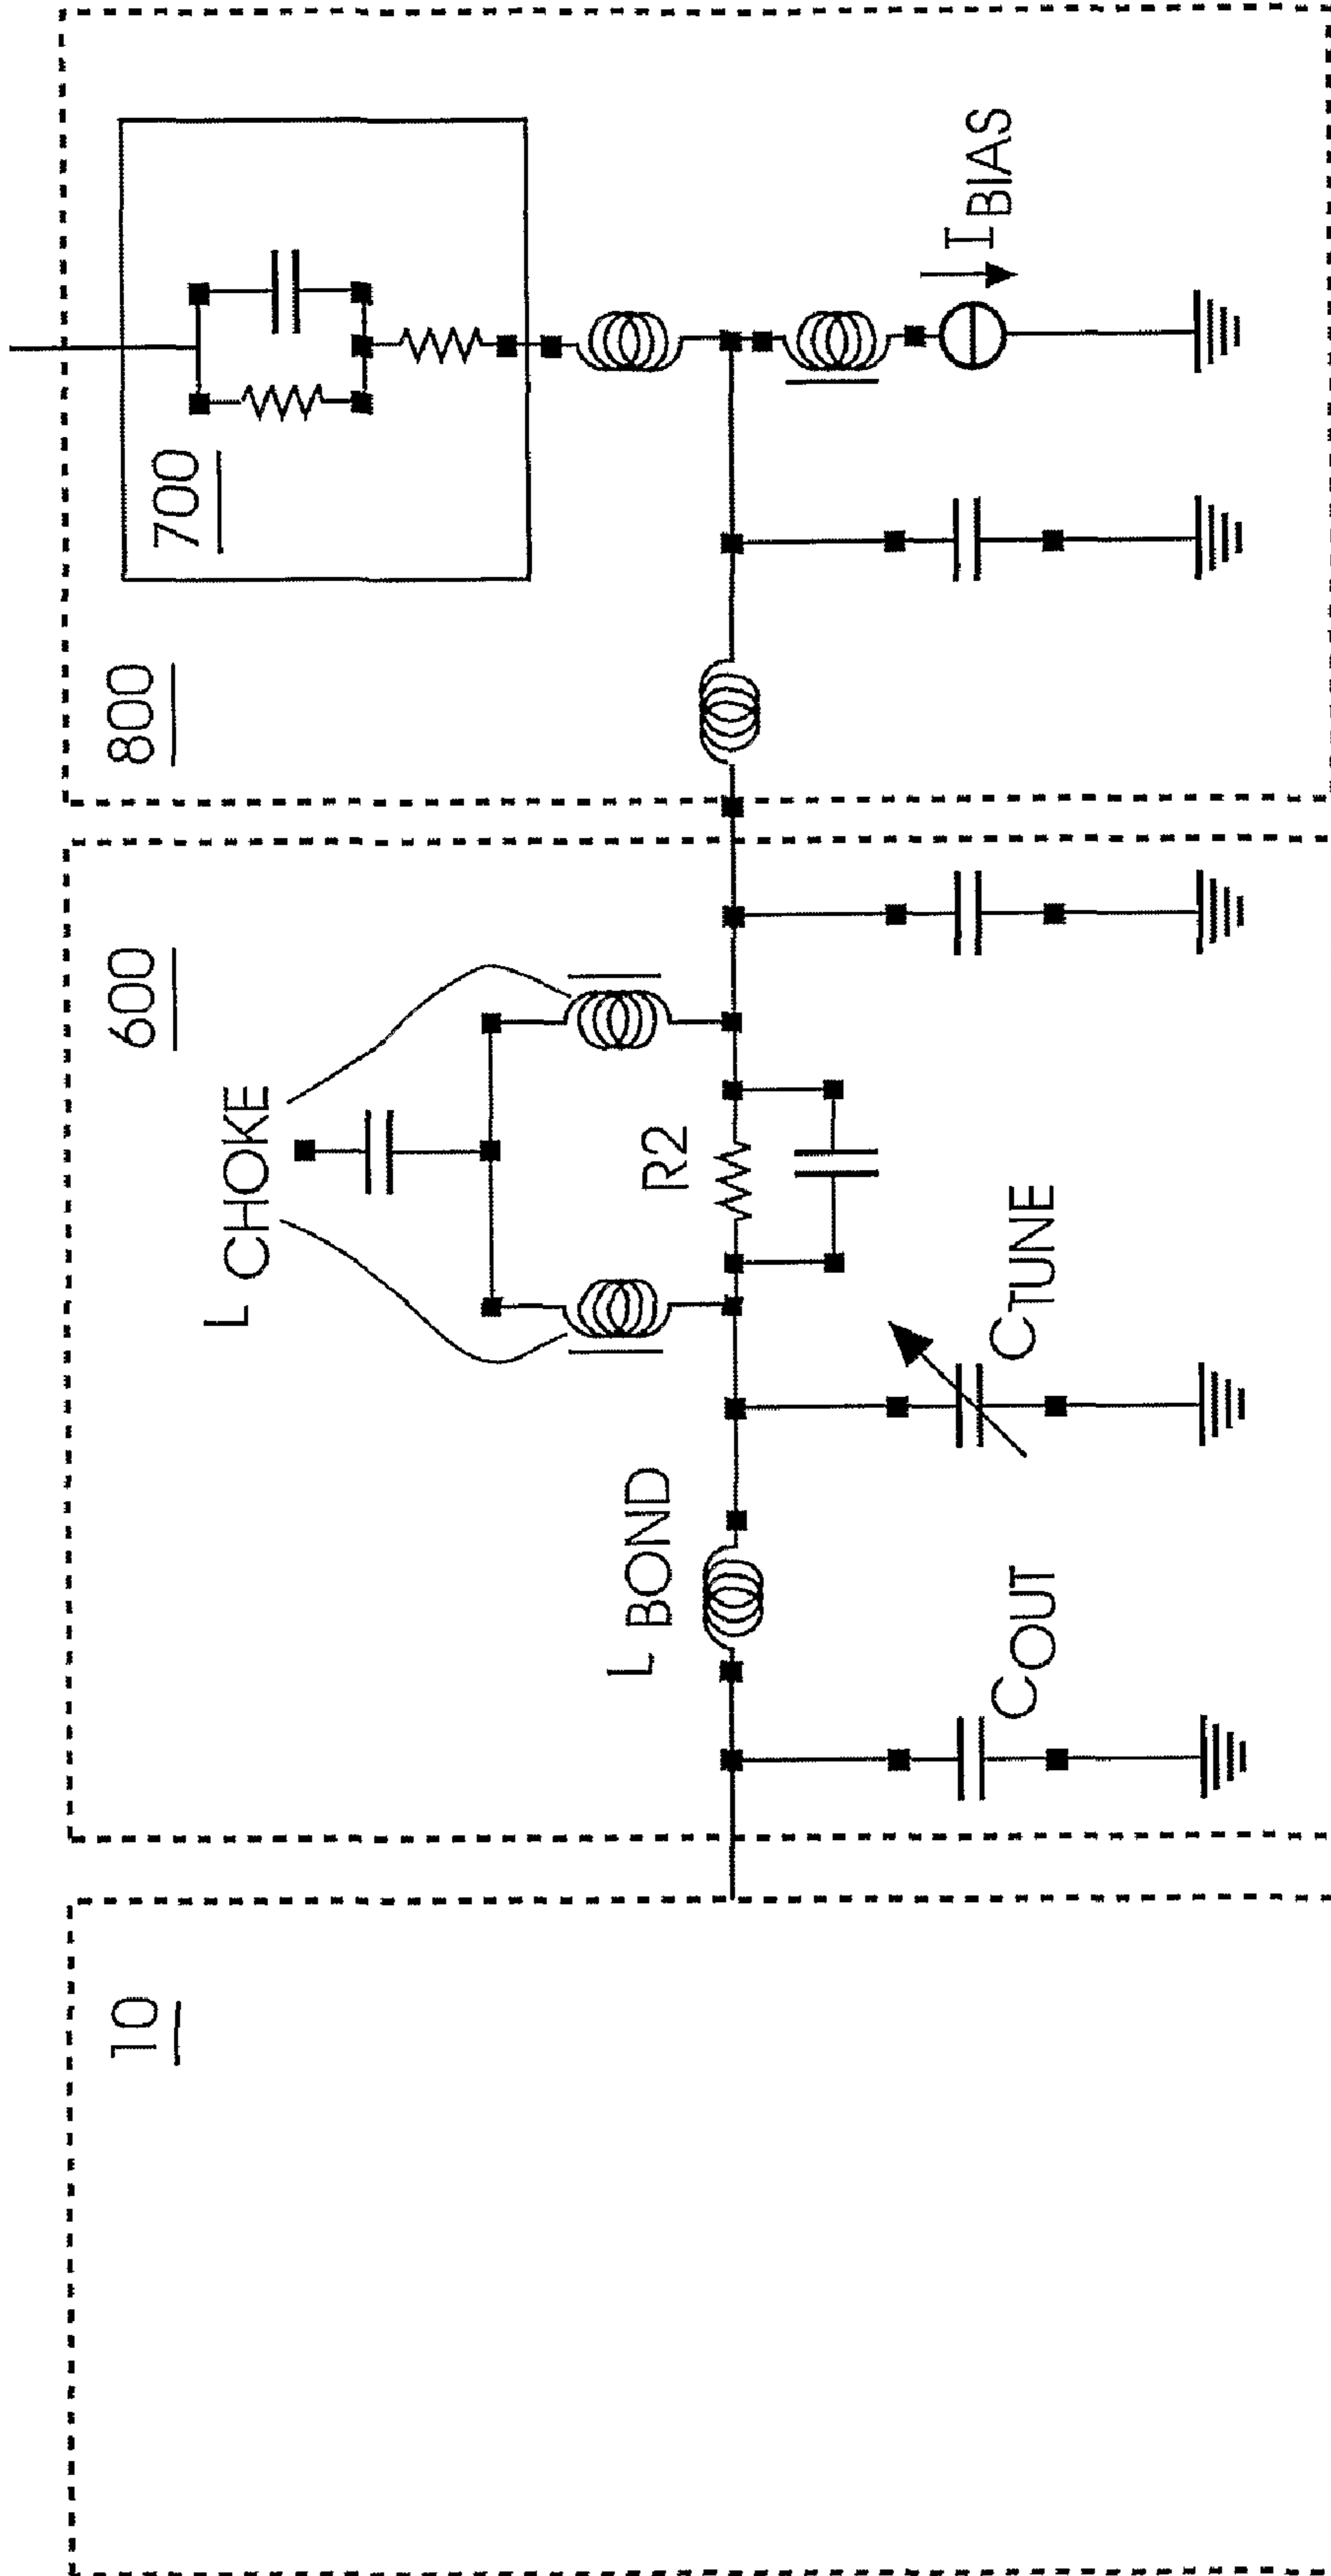 10
600
800
700
L CHOKE
L BOND
R2
C OUT
C TUNE
I BIAS